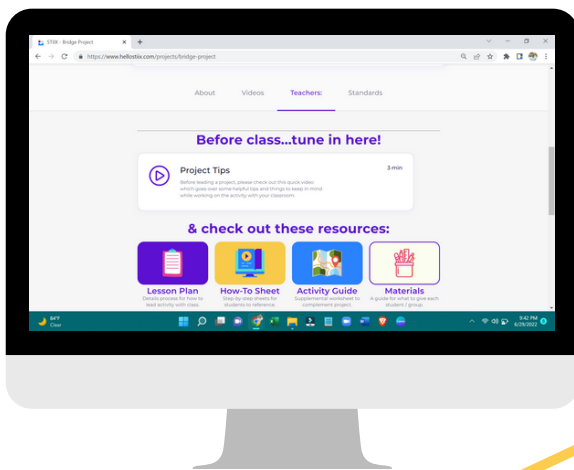 STIIX - Bridge Project
https://www.hellostiix.com/projects/bridge-project
About Videos Teachers: Standards
Before class...tune in here!
Project Tips
3 min
Before leading a project, please check out this quick video
which goes over some helpful tips and things to keep in mind
while working on the activity with your classroom.
& check out these resources:
Lesson Plan How-To Sheet Activity Guide Materials
Details process for how to Step-by-step sheets for Supplemental worksheet to A guide for what to give each
lead activity with class. students to reference. complement project. student / group.
84°F
Clear
9:42 PM
6/29/2022